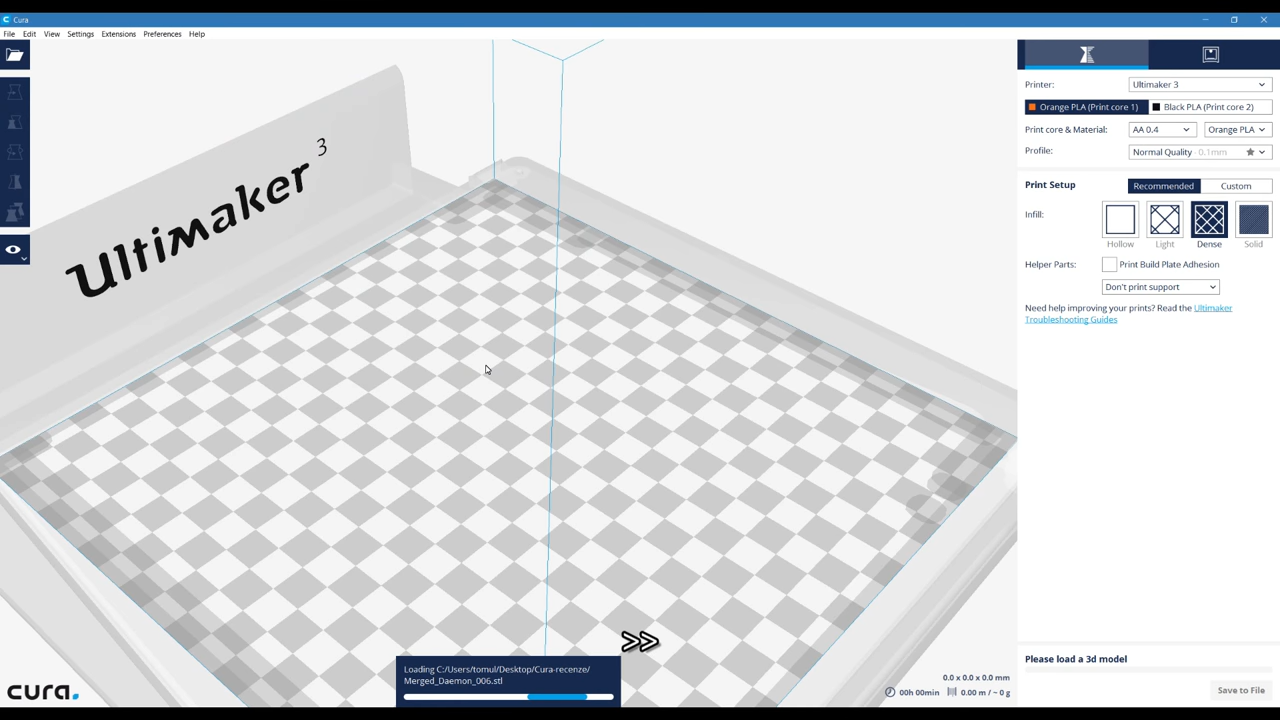 Cura
File Edit View Settings Extensions Preferences Help
Ultimaker 3
Printer: Ultimaker 3
Orange PLA (Print core 1) Black PLA (Print core 2)
Print core & Material: AA 0.4 Orange PLA
Profile: Normal Quality - 0.1mm
Print Setup Recommended Custom
Infill:
Hollow Light Dense Solid
Helper Parts: Print Build Plate Adhesion
Don't print support
Need help improving your prints? Read the Ultimaker
Troubleshooting Guides
Loading C:/Users/tomul/Desktop/Cura-recenze/
Merged_Daemon_006.stl
cura.
0.0 x 0.0 x 0.0 mm
00h 00min 0.00 m / ~ 0 g
Please load a 3d model
Save to File